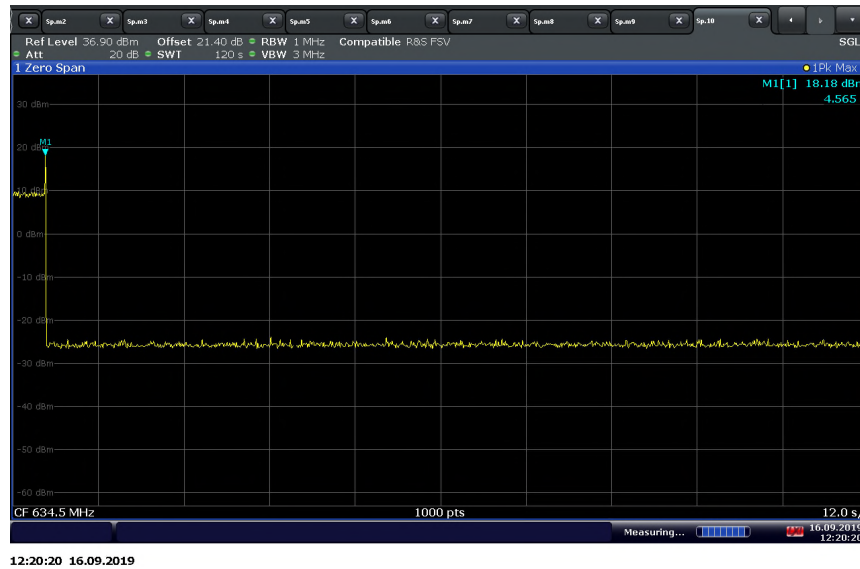 X Sp.m2 X Sp.m3 X Sp.m4 X Sp.m5 X Sp.m6 X Sp.m7 X Sp.m8 X Sp.m9 X Sp.10 X
Ref Level 36.90 dBm Offset 21.40 dB RBW 1 MHz Compatible R&S FSV SGL
Att 20 dB SWT 120 s VBW 3 MHz
1 Zero Span 1Pk Max
M1[1] 18.18 dBm
4.565
30 dBm
M1
20 dBm
10 dBm
0 dBm
-10 dBm
-20 dBm
-30 dBm
-40 dBm
-50 dBm
-60 dBm
CF 634.5 MHz 1000 pts 12.0 s/
Measuring... 16.09.2019
12:20:20
12:20:20 16.09.2019